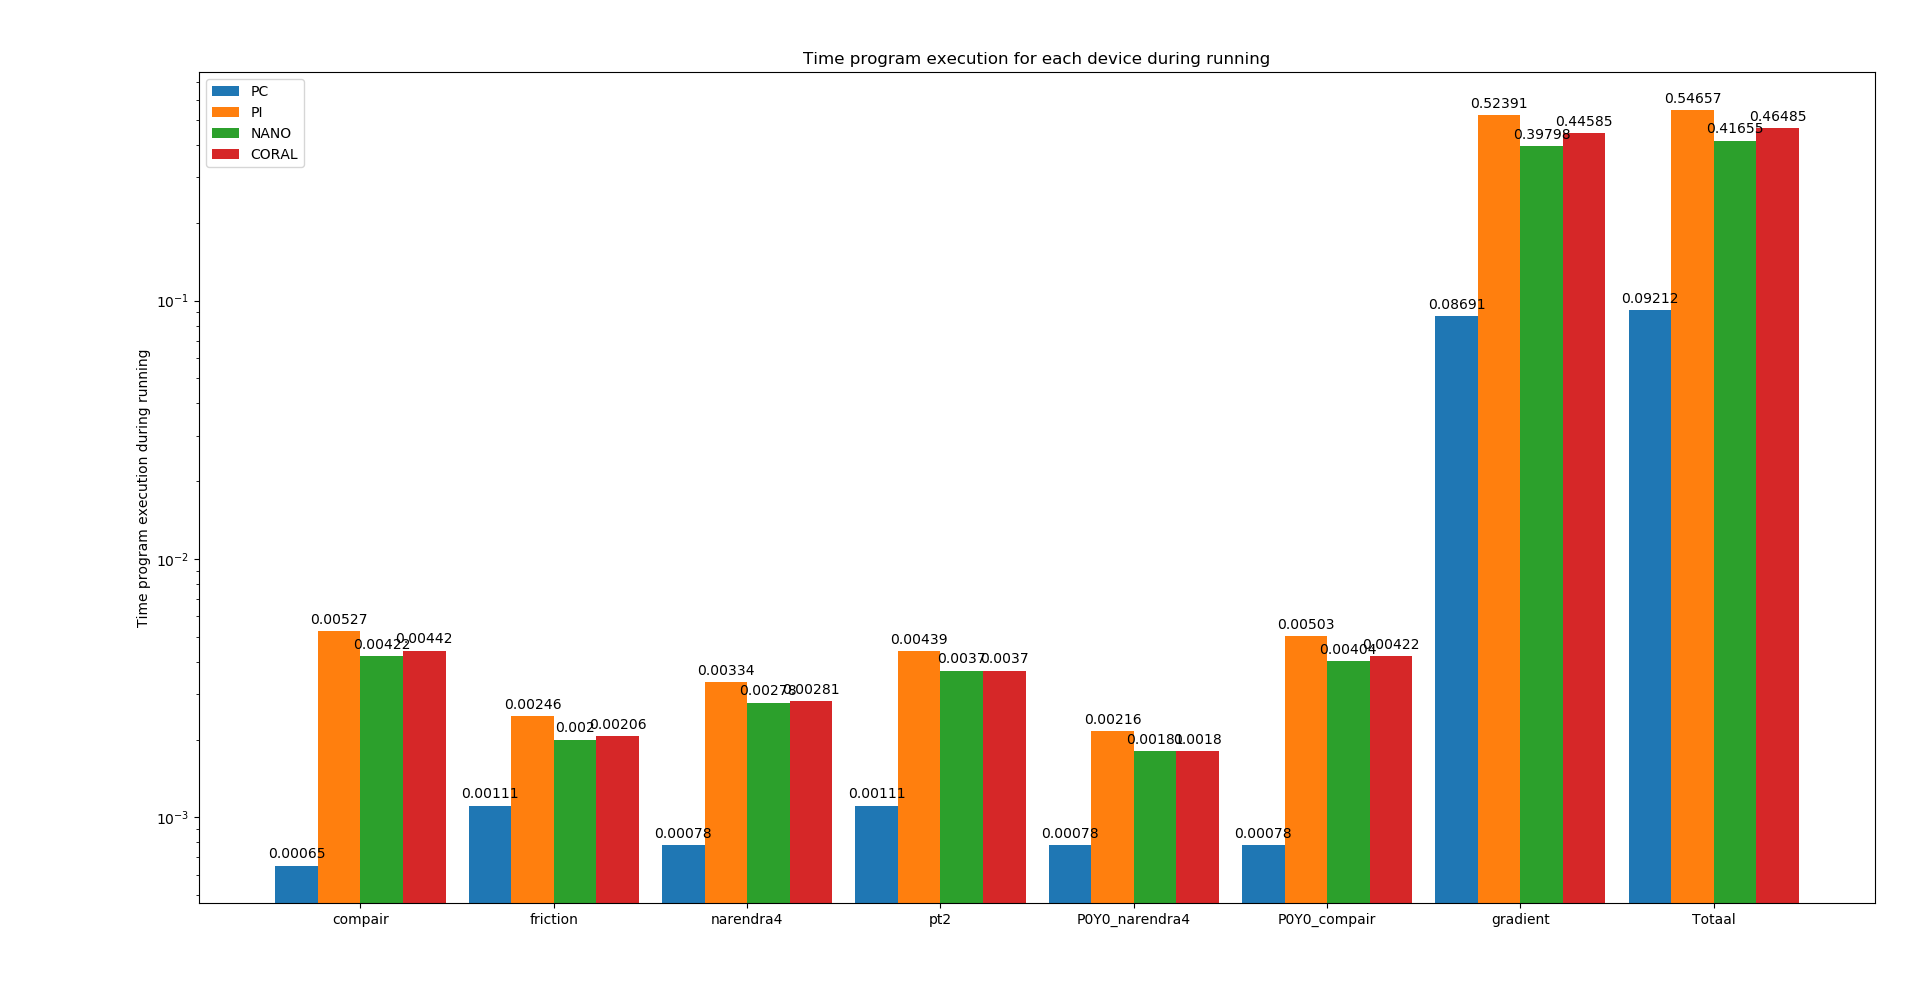 Time program execution for each device during running
PC
PI
NANO
CORAL
Time program execution during running
10⁻¹
10⁻²
10⁻³
0.00065
0.00527
0.00422
0.00442
0.00111
0.00246
0.002
0.00206
0.00078
0.00334
0.00278
0.00281
0.00111
0.00439
0.0037
0.0037
0.00078
0.00216
0.00181
0.0018
0.00078
0.00503
0.00404
0.00422
0.08691
0.52391
0.39798
0.44585
0.09212
0.54657
0.41655
0.46485
compair
friction
narendra4
pt2
P0Y0_narendra4
P0Y0_compair
gradient
Totaal